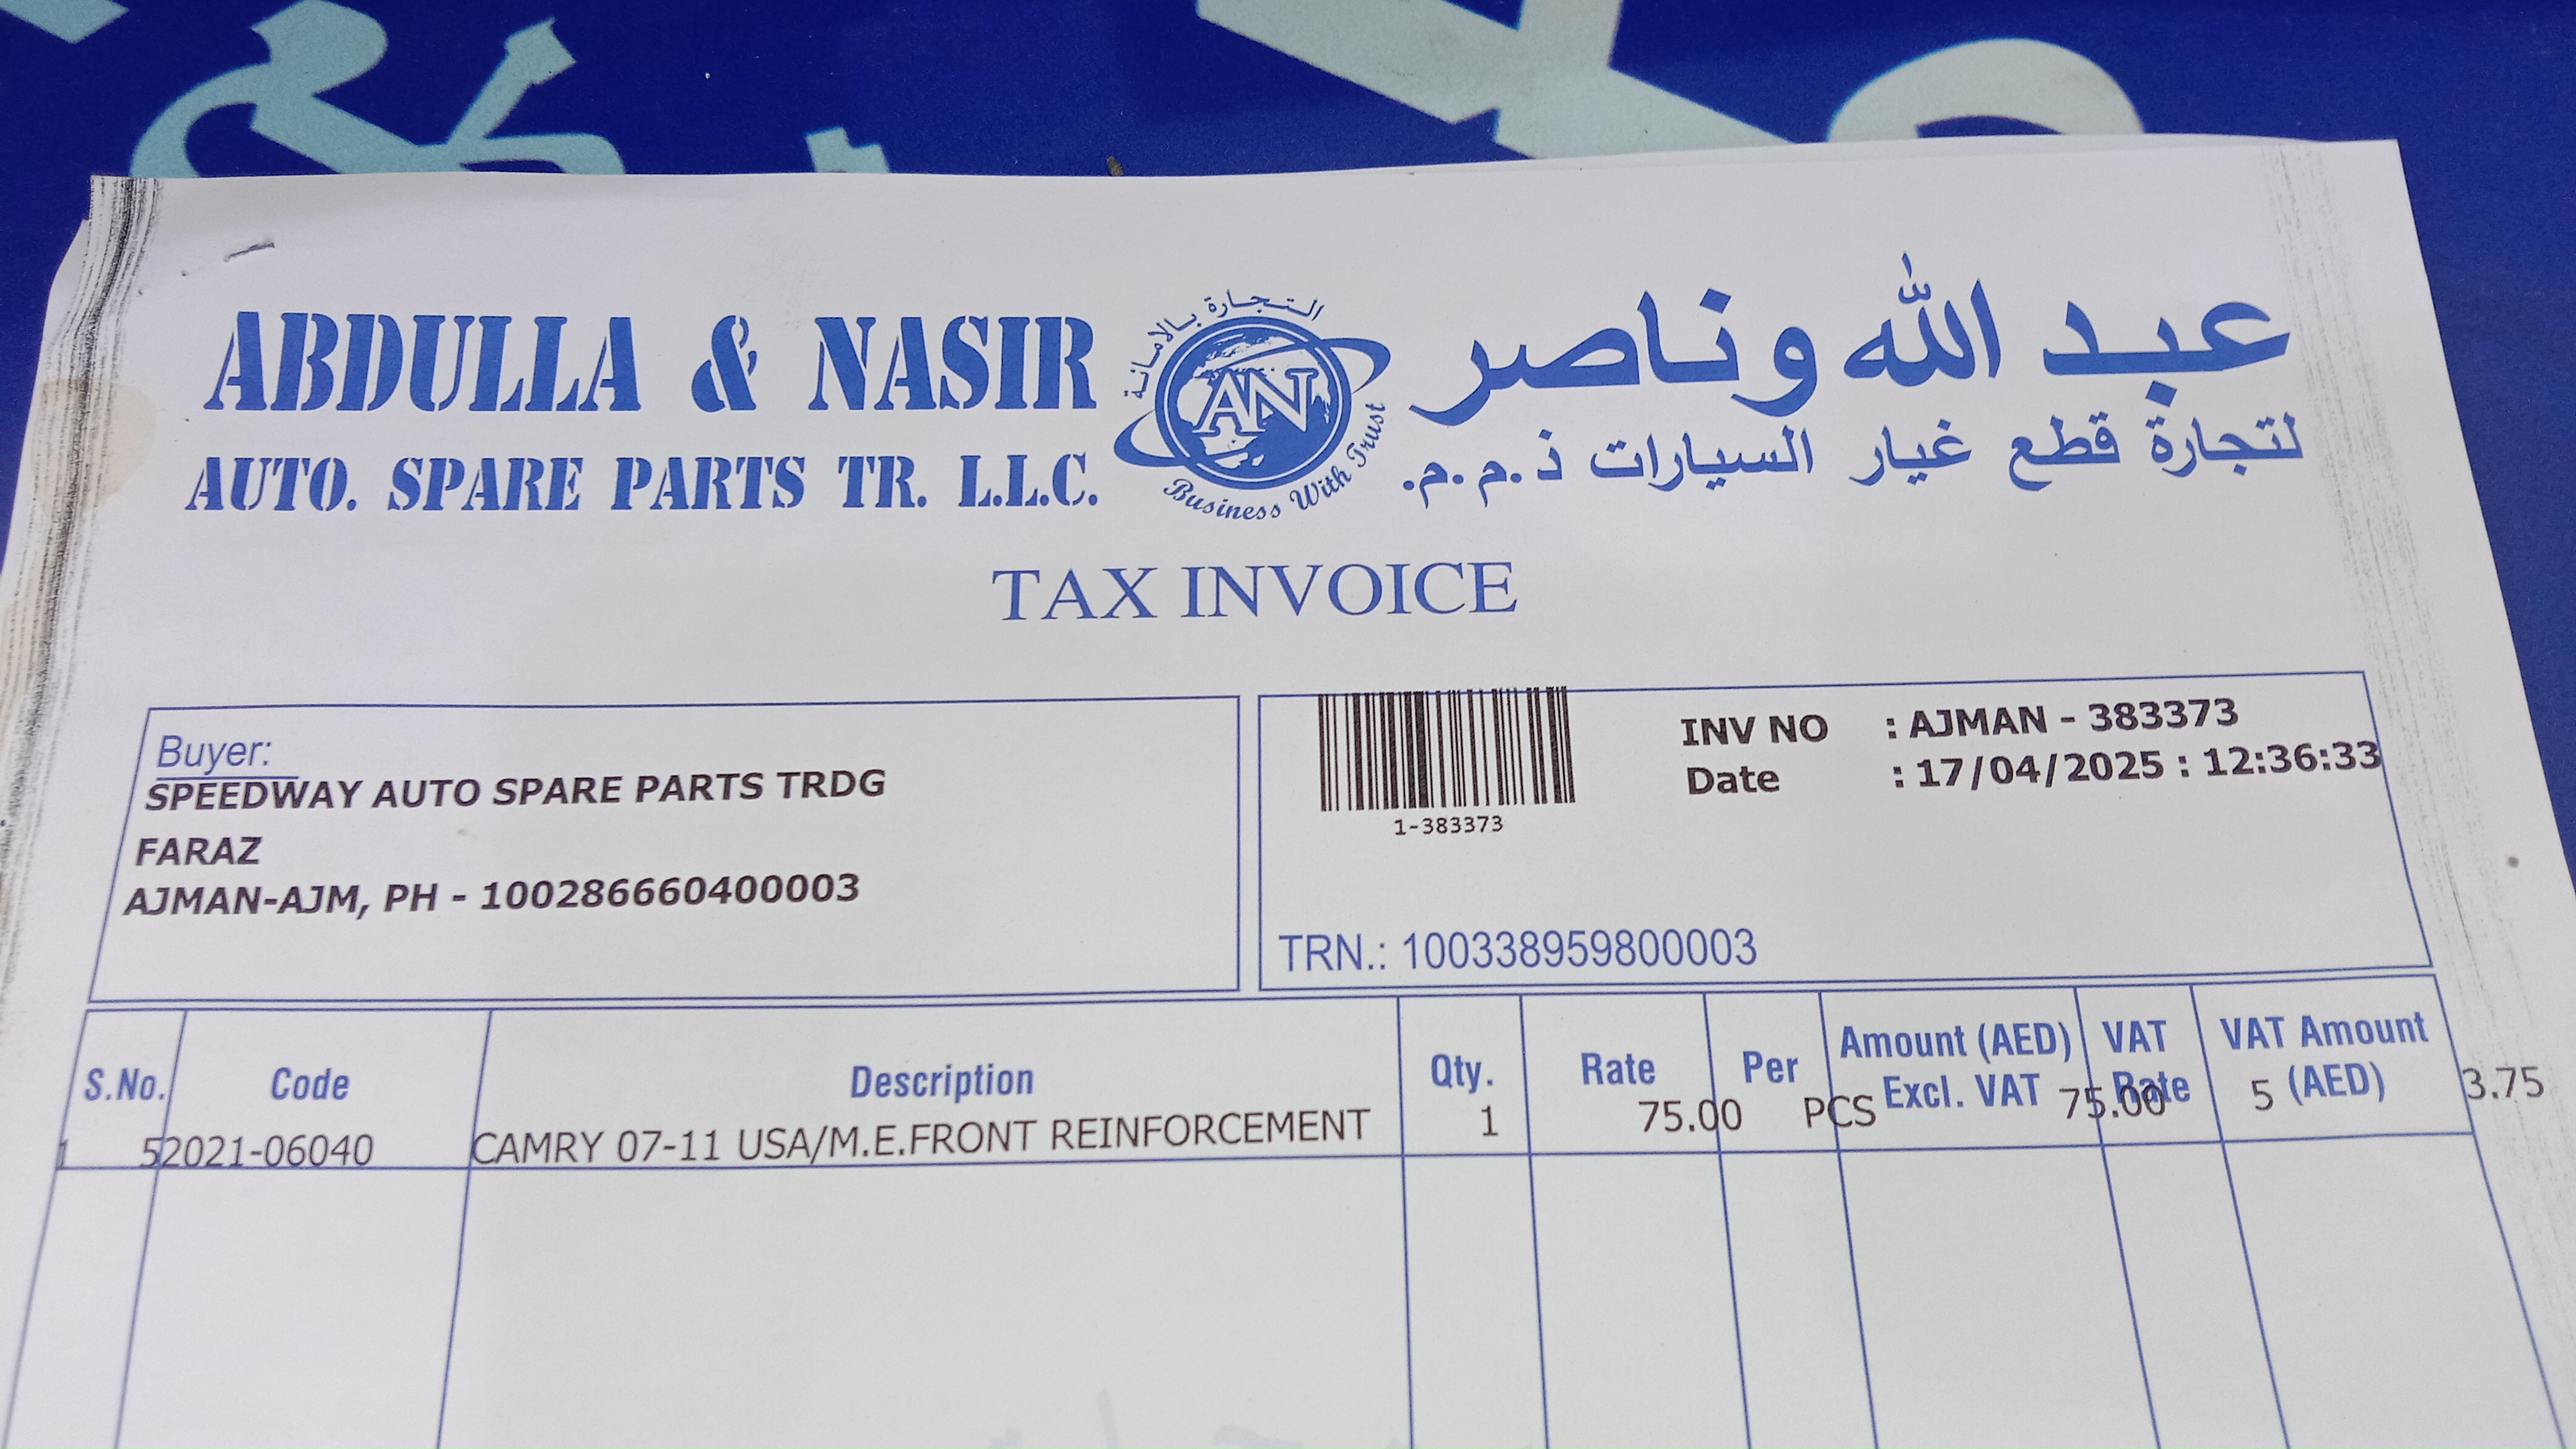 ABDULLA & NASIR
AUTO. SPARE PARTS TR. L.L.C.
التجارة بالامانة
AN
Business With Trust
عبد الله وناصر
لتجارة قطع غيار السيارات ذ.م.م.
TAX INVOICE
Buyer:
SPEEDWAY AUTO SPARE PARTS TRDG
FARAZ
AJMAN-AJM, PH - 100286660400003
1-383373
INV NO : AJMAN - 383373
Date : 17/04/2025 : 12:36:33
TRN.: 100338959800003
S.No. Code Description Qty. Rate Per Amount (AED) Excl. VAT VAT Rate VAT Amount (AED)
1 52021-06040 CAMRY 07-11 USA/M.E.FRONT REINFORCEMENT 1 75.00 PCS 75.00 5 3.75